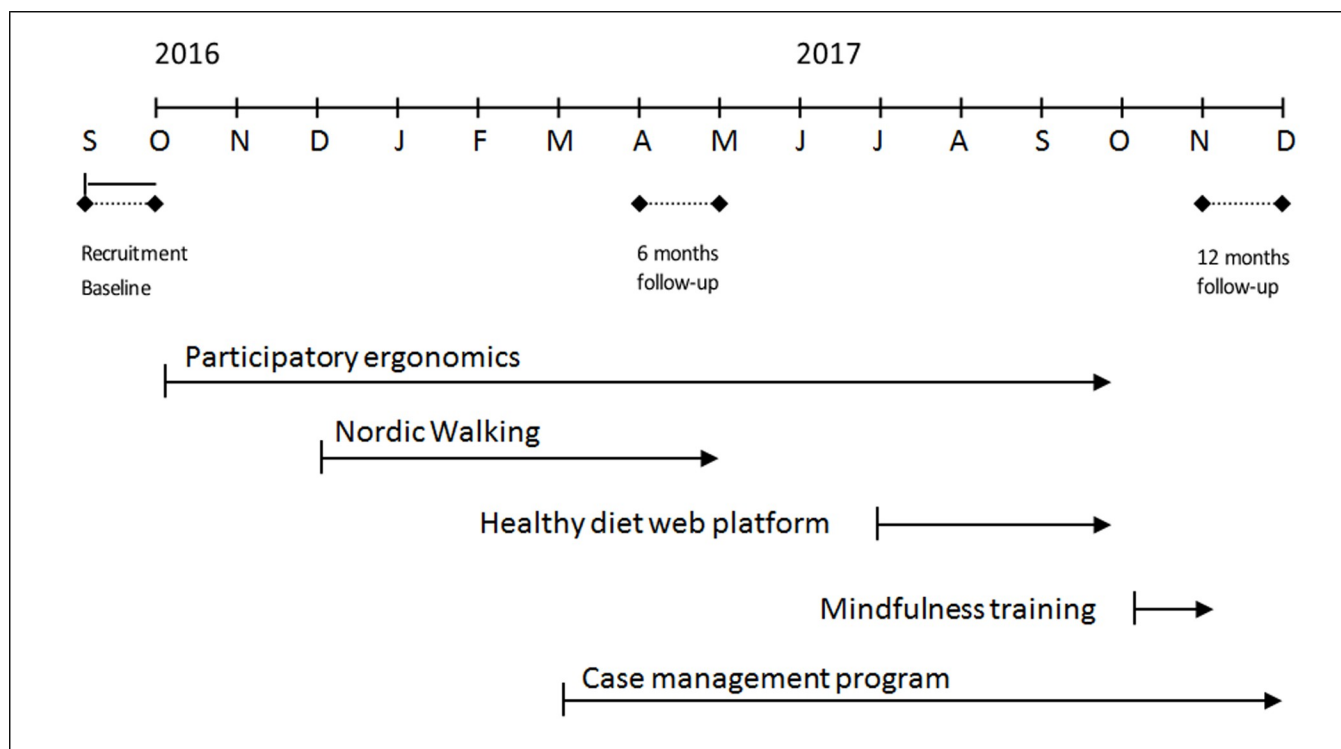 2016 2017
S O N D J F M A M J J A S O N D
Recruitment
Baseline
6 months
follow-up
12 months
follow-up
Participatory ergonomics
Nordic Walking
Healthy diet web platform
Mindfulness training
Case management program